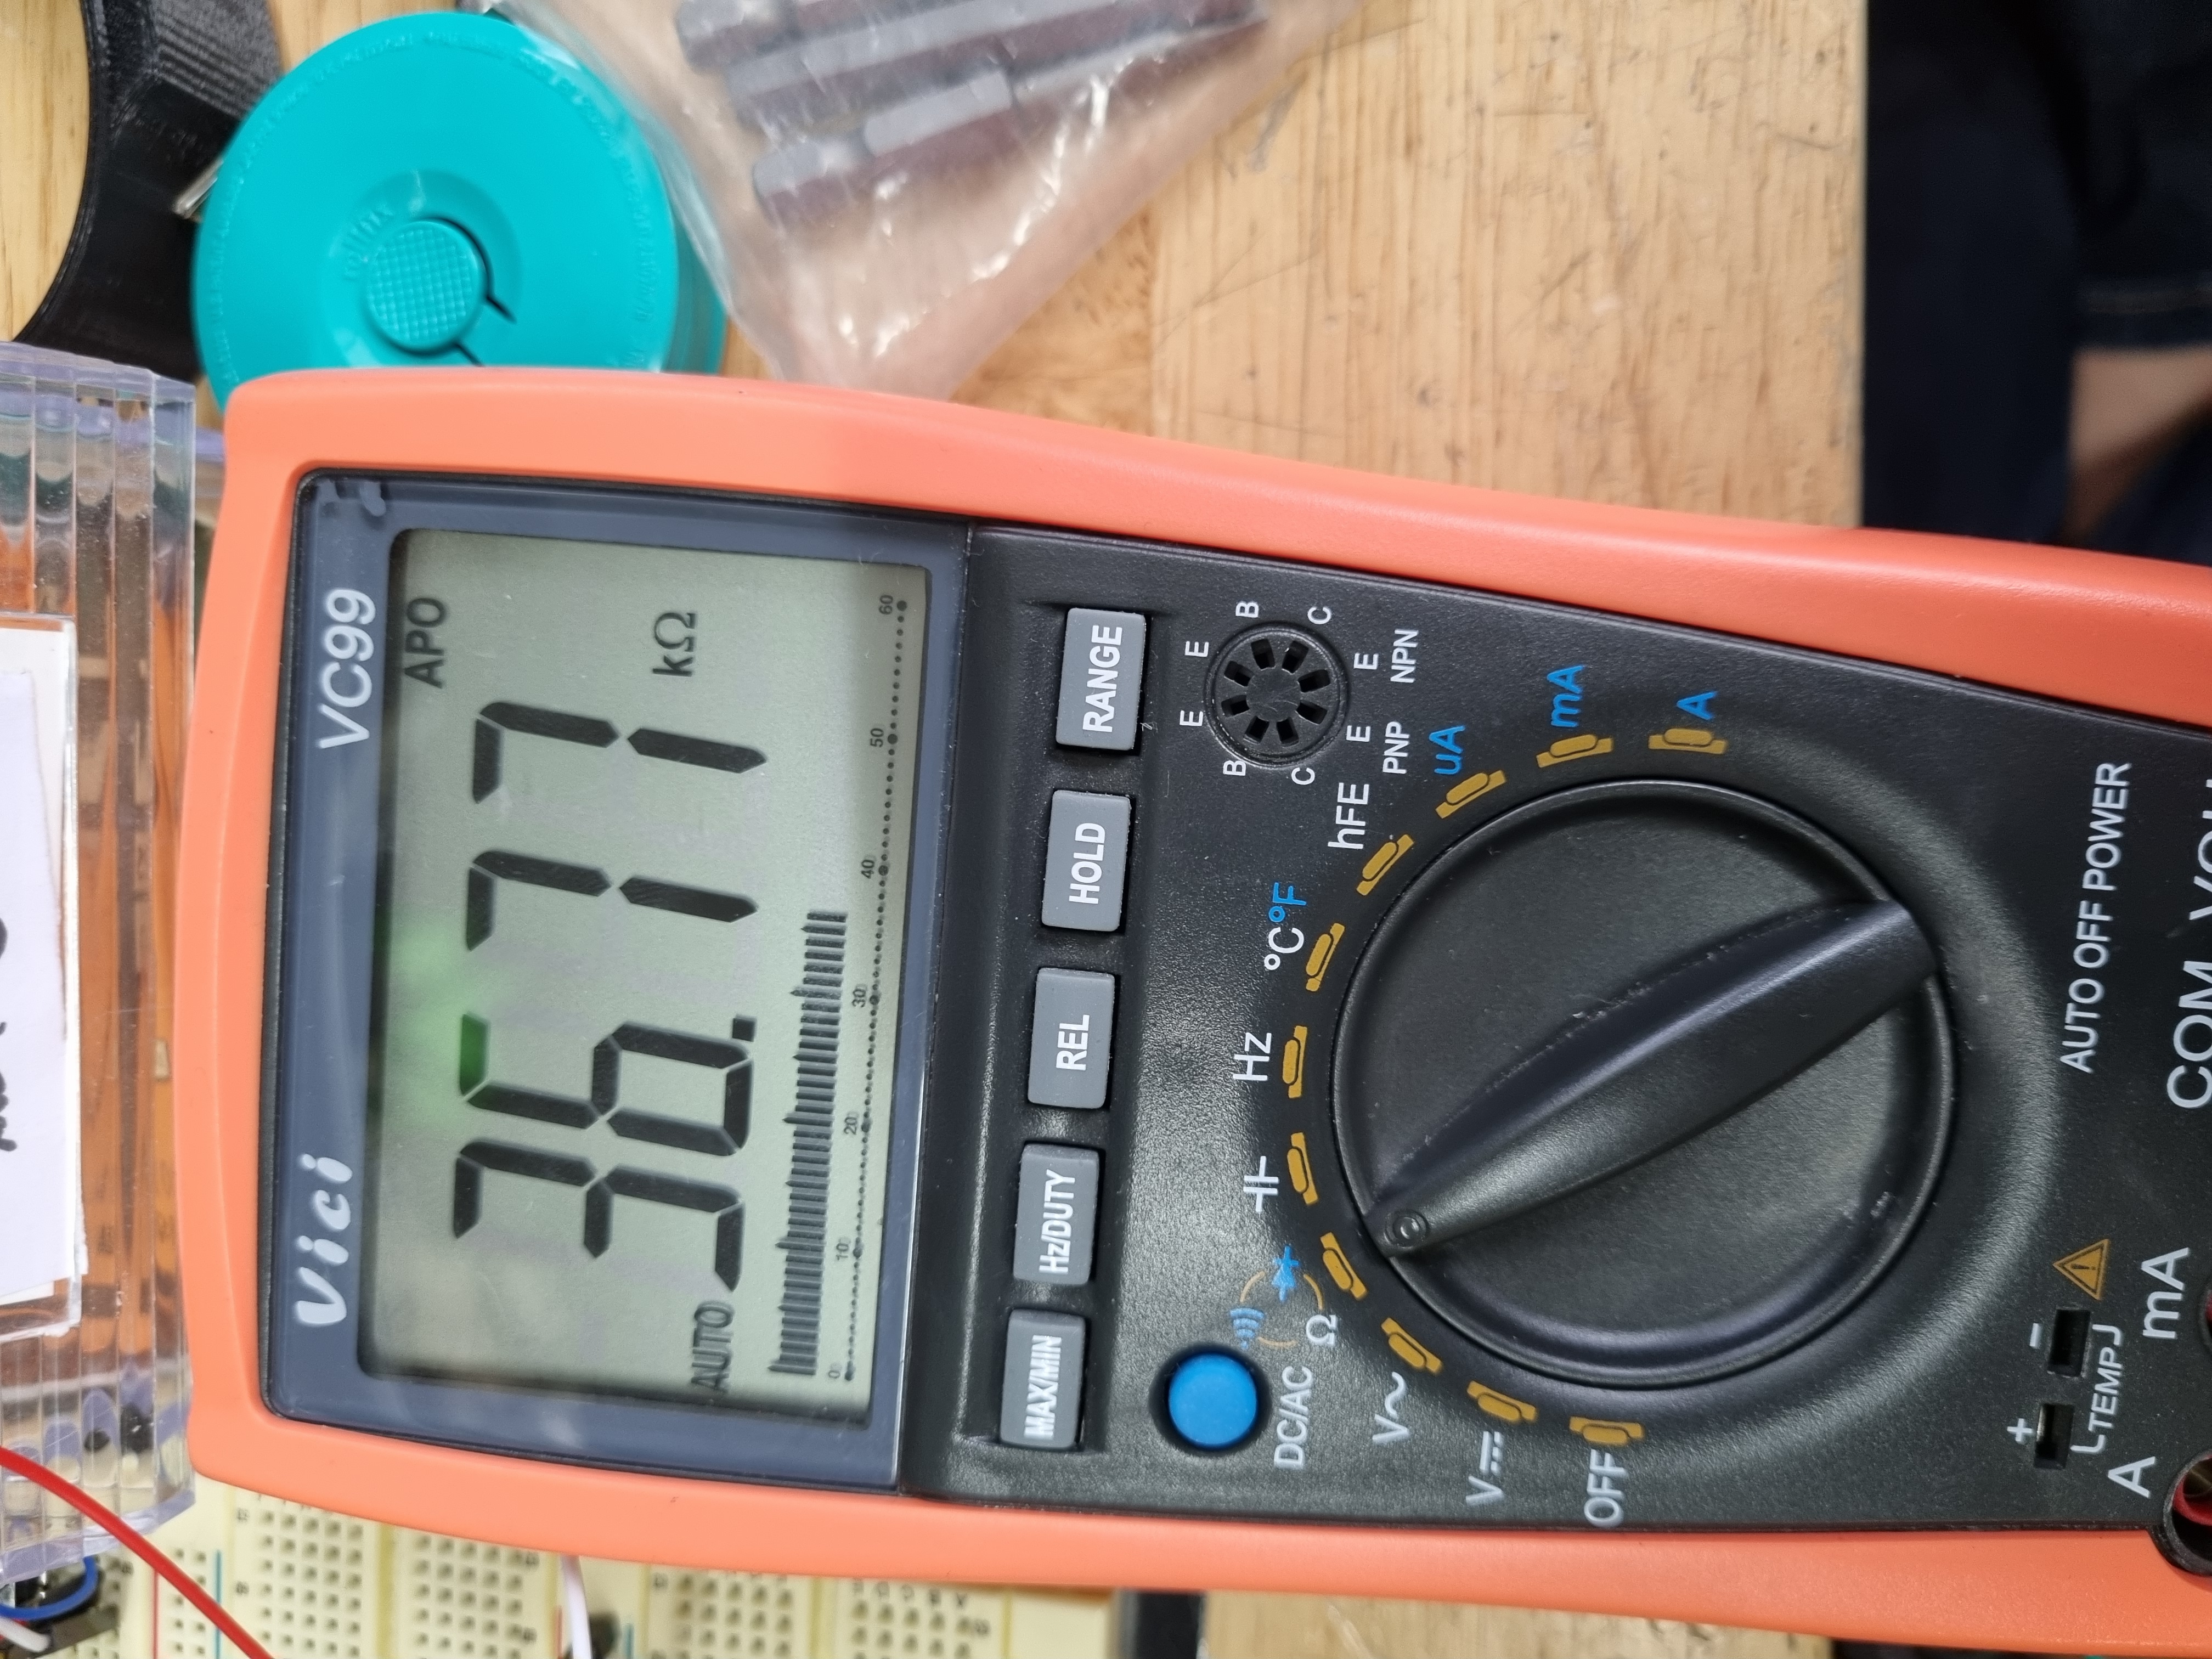 Vici VC99
APO
36.77
kΩ
AUTO
0 10 20 30 40 50 60
MAX/MIN Hz/DUTY REL HOLD RANGE
DC/AC
Ω
Hz
°C°F
hFE
E E
B B
C C
E E
PNP NPN
V~
V⎓
OFF
uA
mA
A
+ -
TEMP
AUTO OFF POWER
A
mA
COM